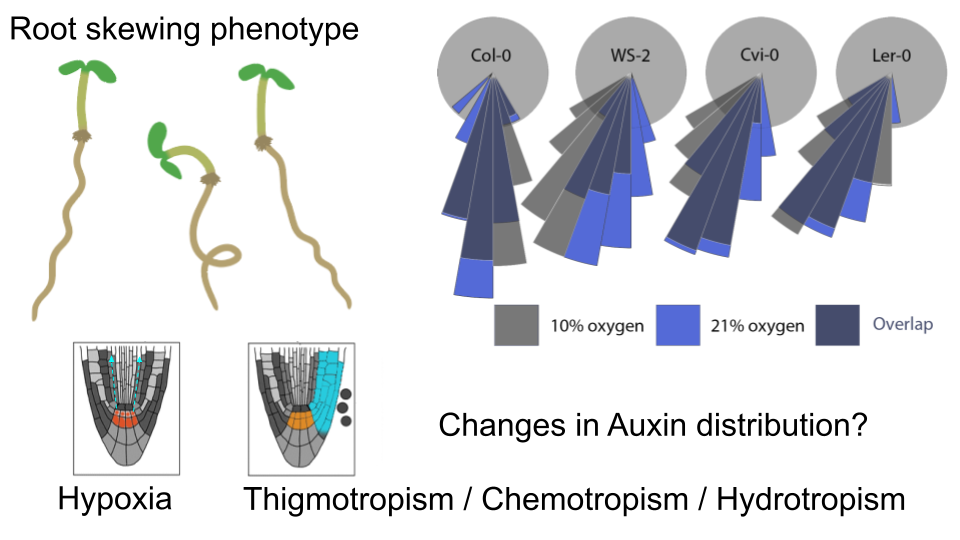 Root skewing phenotype
Col-0
WS-2
Cvi-0
Ler-0
10% oxygen
21% oxygen
Overlap
Changes in Auxin distribution?
Hypoxia
Thigmotropism / Chemotropism / Hydrotropism